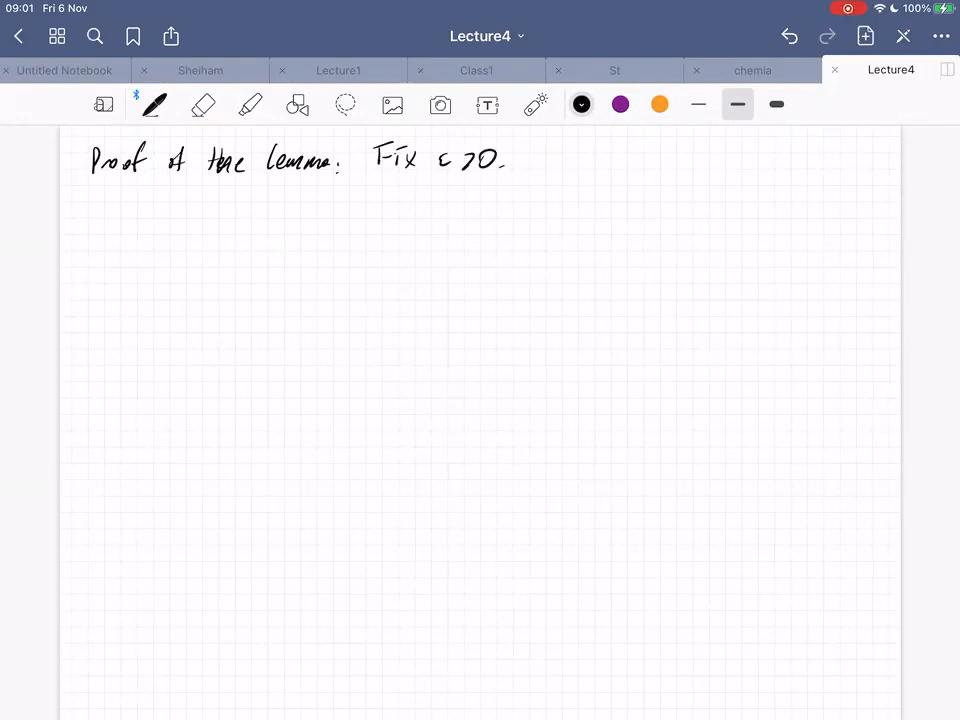 09:01 Fri 6 Nov 100%
Lecture4
Untitled Notebook Sheiham Lecture1 Class1 St chemia Lecture4
T
Proof of the lemma: Fix c >0.